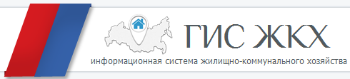 ГИС ЖКХ
информационная система жилищно-коммунального хозяйства